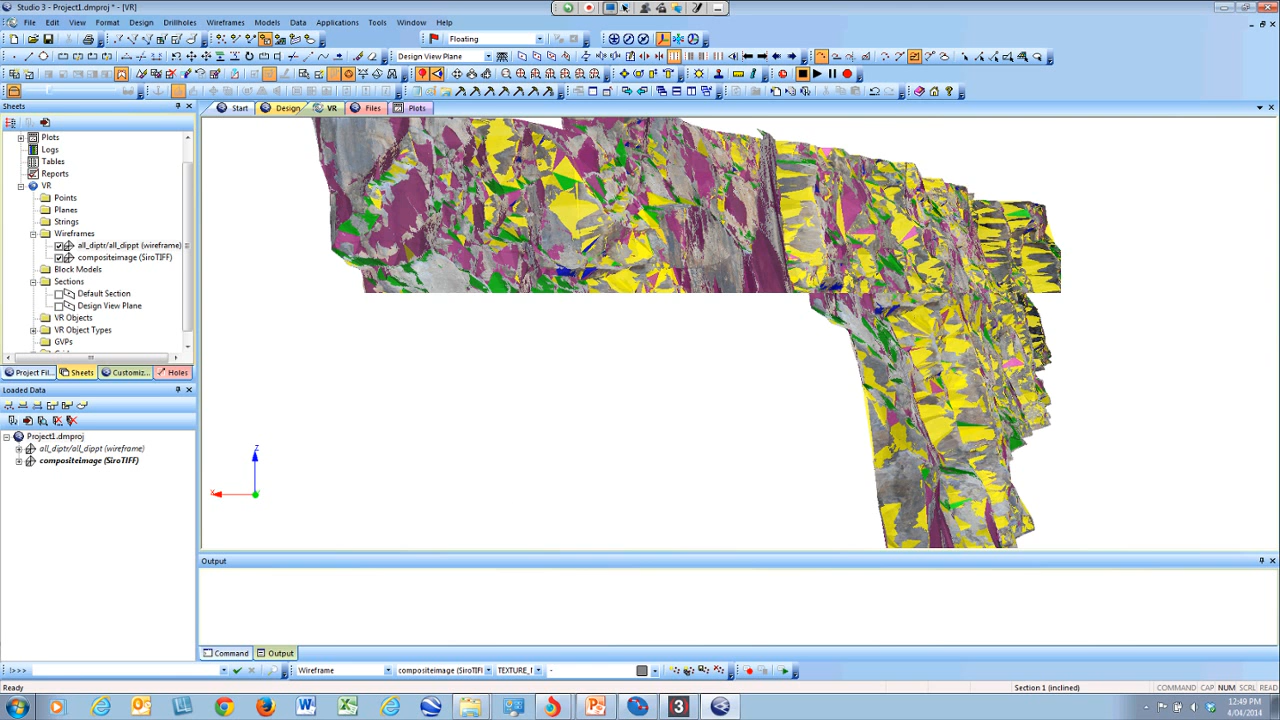 Studio 3 - Project1.dmproj * - [VR]
File Edit View Format Design Drillholes Wireframes Models Data Applications Tools Window Help
Floating
Design View Plane
Sheets
Start Design VR Files Plots
Plots
Logs
Tables
Reports
VR
Points
Planes
Strings
Wireframes
all_diptr/all_dippt (wireframe)
compositeimage (SiroTIFF)
Block Models
Sections
Default Section
Design View Plane
VR Objects
VR Object Types
GVPs
Project Fil... Sheets Customiz... Holes
Loaded Data
Project1.dmproj
all_diptr/all_dippt (wireframe)
compositeimage (SiroTIFF)
Z
X
Output
Command Output
!>>> Wireframe compositeimage (SiroTIF TEXTURE_I -
Ready Section 1 (inclined) COMMAND CAP NUM SCRL READ
12:49 PM
4/04/2014